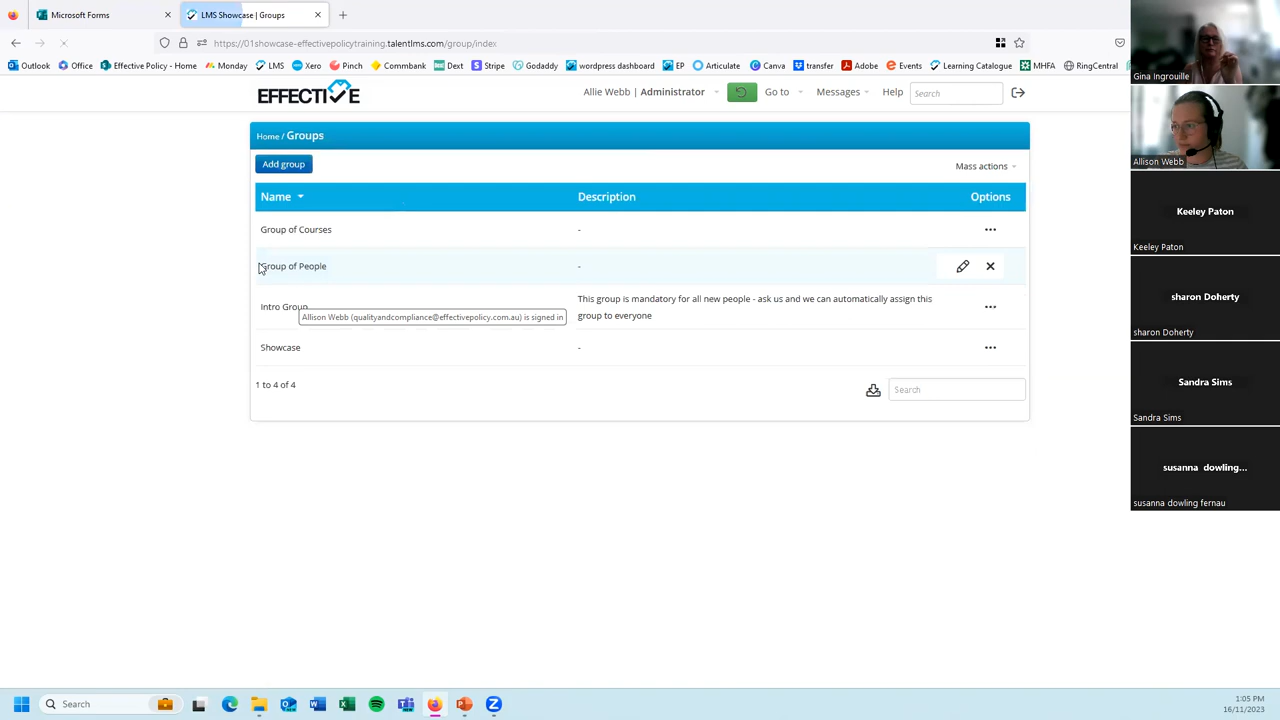 Microsoft Forms
LMS Showcase | Groups
https://01showcase-effectivepolicytraining.talentlms.com/group/index
Outlook
Office
Effective Policy - Home
Monday
LMS
Xero
Pinch
Commbank
Dext
Stripe
Godaddy
wordpress dashboard
EP
Articulate
Canva
transfer
Adobe
Events
Learning Catalogue
MHFA
RingCentral
EFFECTIVE
Allie Webb | Administrator
Go to
Messages
Help
Search
Home / Groups
Add group
Mass actions
Name
Description
Options
Group of Courses
-
Group of People
-
Intro Group
This group is mandatory for all new people - ask us and we can automatically assign this
group to everyone
Allison Webb (qualityandcompliance@effectivepolicy.com.au) is signed in
Showcase
-
1 to 4 of 4
Search
Gina Ingrouille
Allison Webb
Keeley Paton
Keeley Paton
sharon Doherty
sharon Doherty
Sandra Sims
Sandra Sims
susanna dowling...
susanna dowling fernau
Search
1:05 PM
16/11/2023